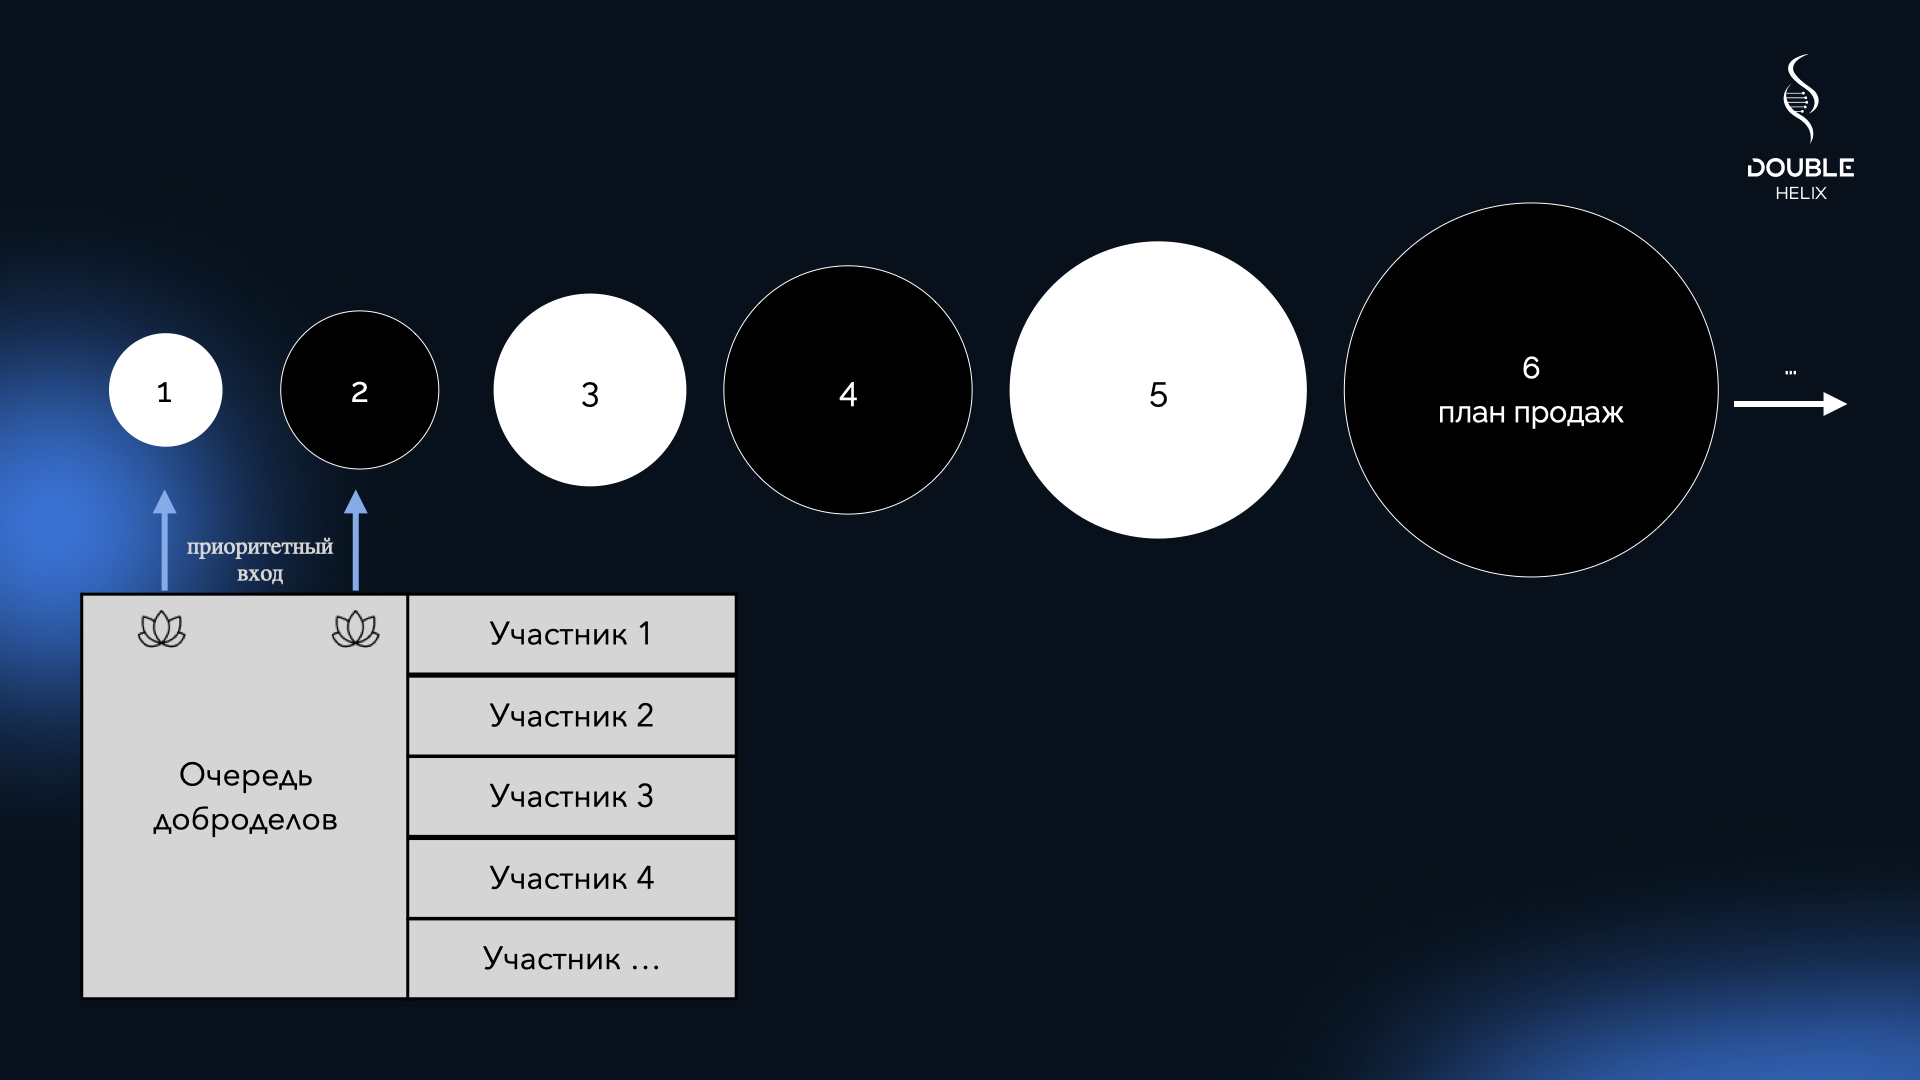 DOUBLE
HELIX
1
2
3
4
5
6
план продаж
...
приоритетный
вход
Очередь
доброделов
Участник 1
Участник 2
Участник 3
Участник 4
Участник ...